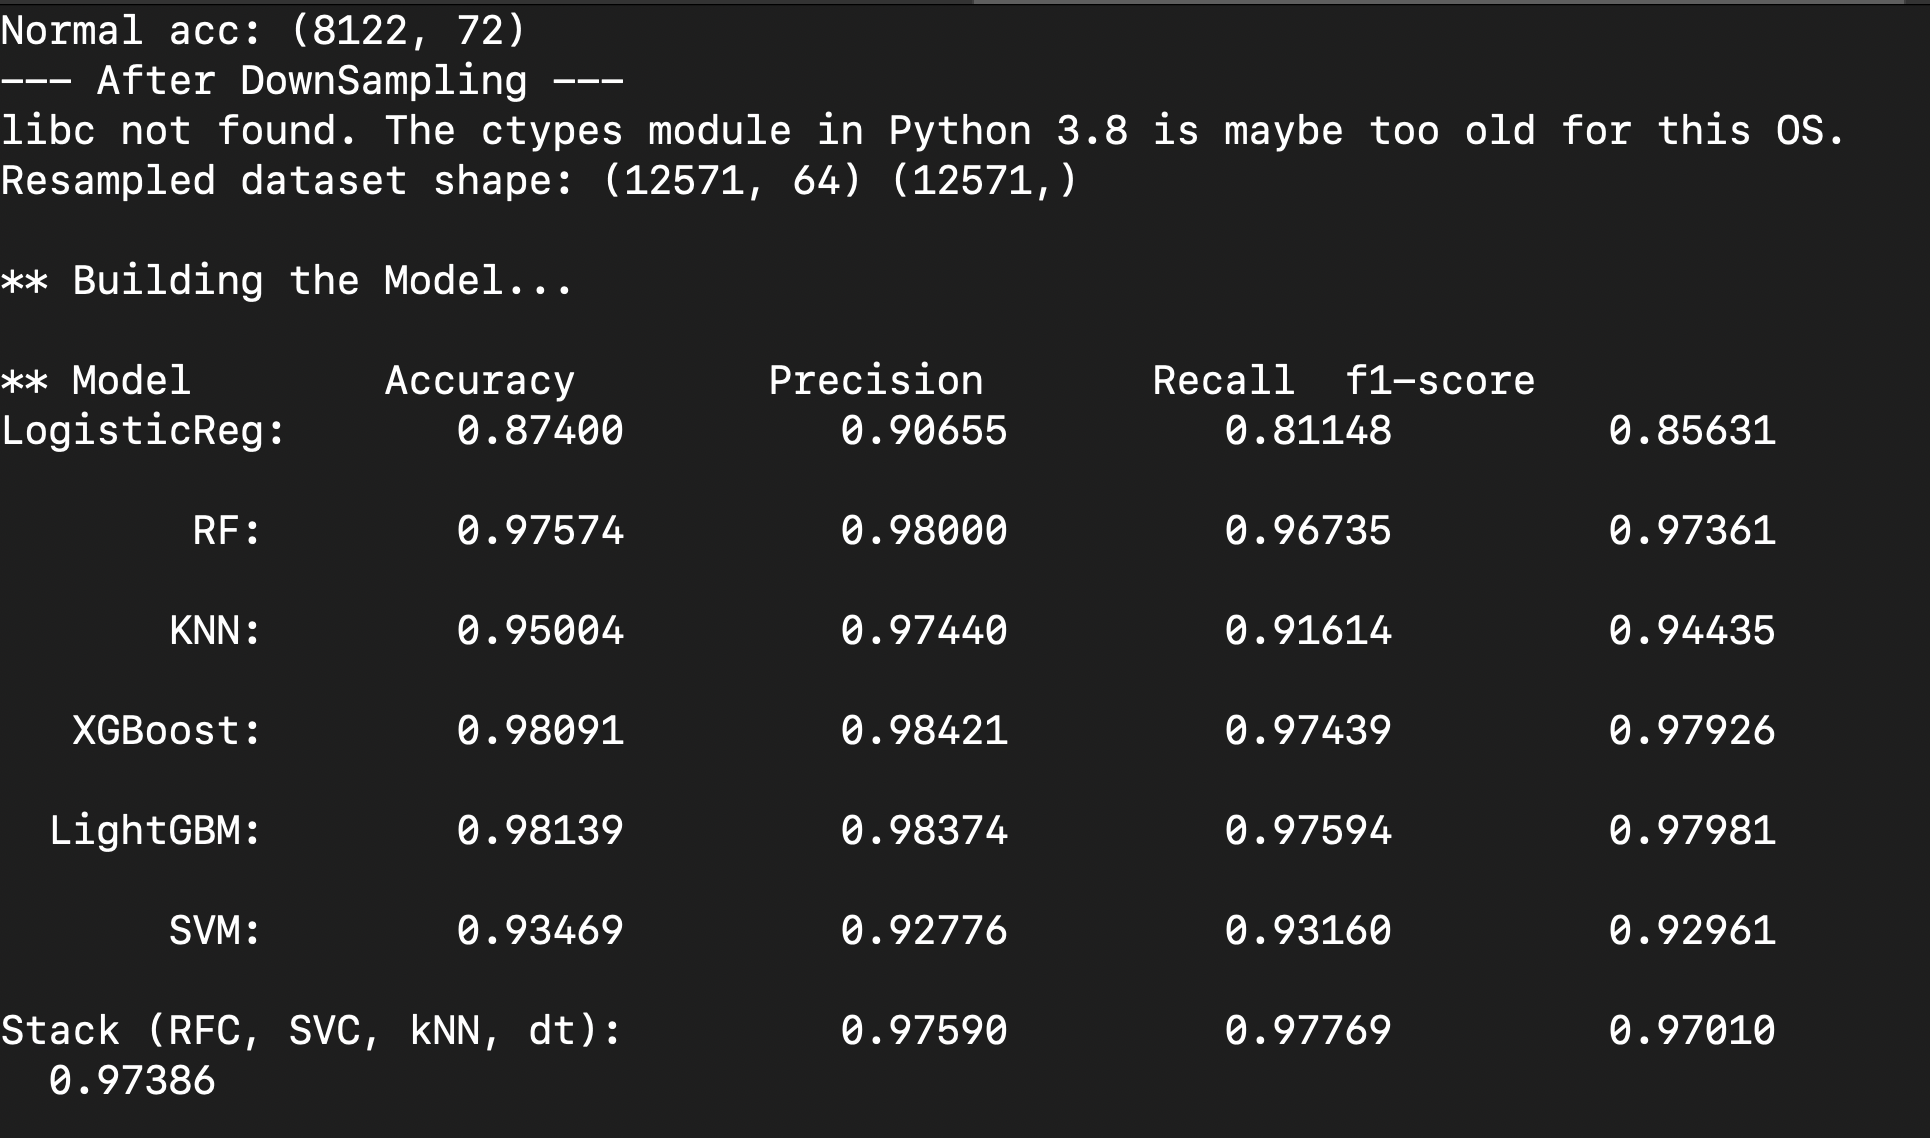 Normal acc: (8122, 72)
--- After DownSampling ---
libc not found. The ctypes module in Python 3.8 is maybe too old for this OS.
Resampled dataset shape: (12571, 64) (12571,)
** Building the Model...
** Model Accuracy Precision Recall f1-score
LogisticReg: 0.87400 0.90655 0.81148 0.85631
RF: 0.97574 0.98000 0.96735 0.97361
KNN: 0.95004 0.97440 0.91614 0.94435
XGBoost: 0.98091 0.98421 0.97439 0.97926
LightGBM: 0.98139 0.98374 0.97594 0.97981
SVM: 0.93469 0.92776 0.93160 0.92961
Stack (RFC, SVC, kNN, dt): 0.97590 0.97769 0.97010
0.97386